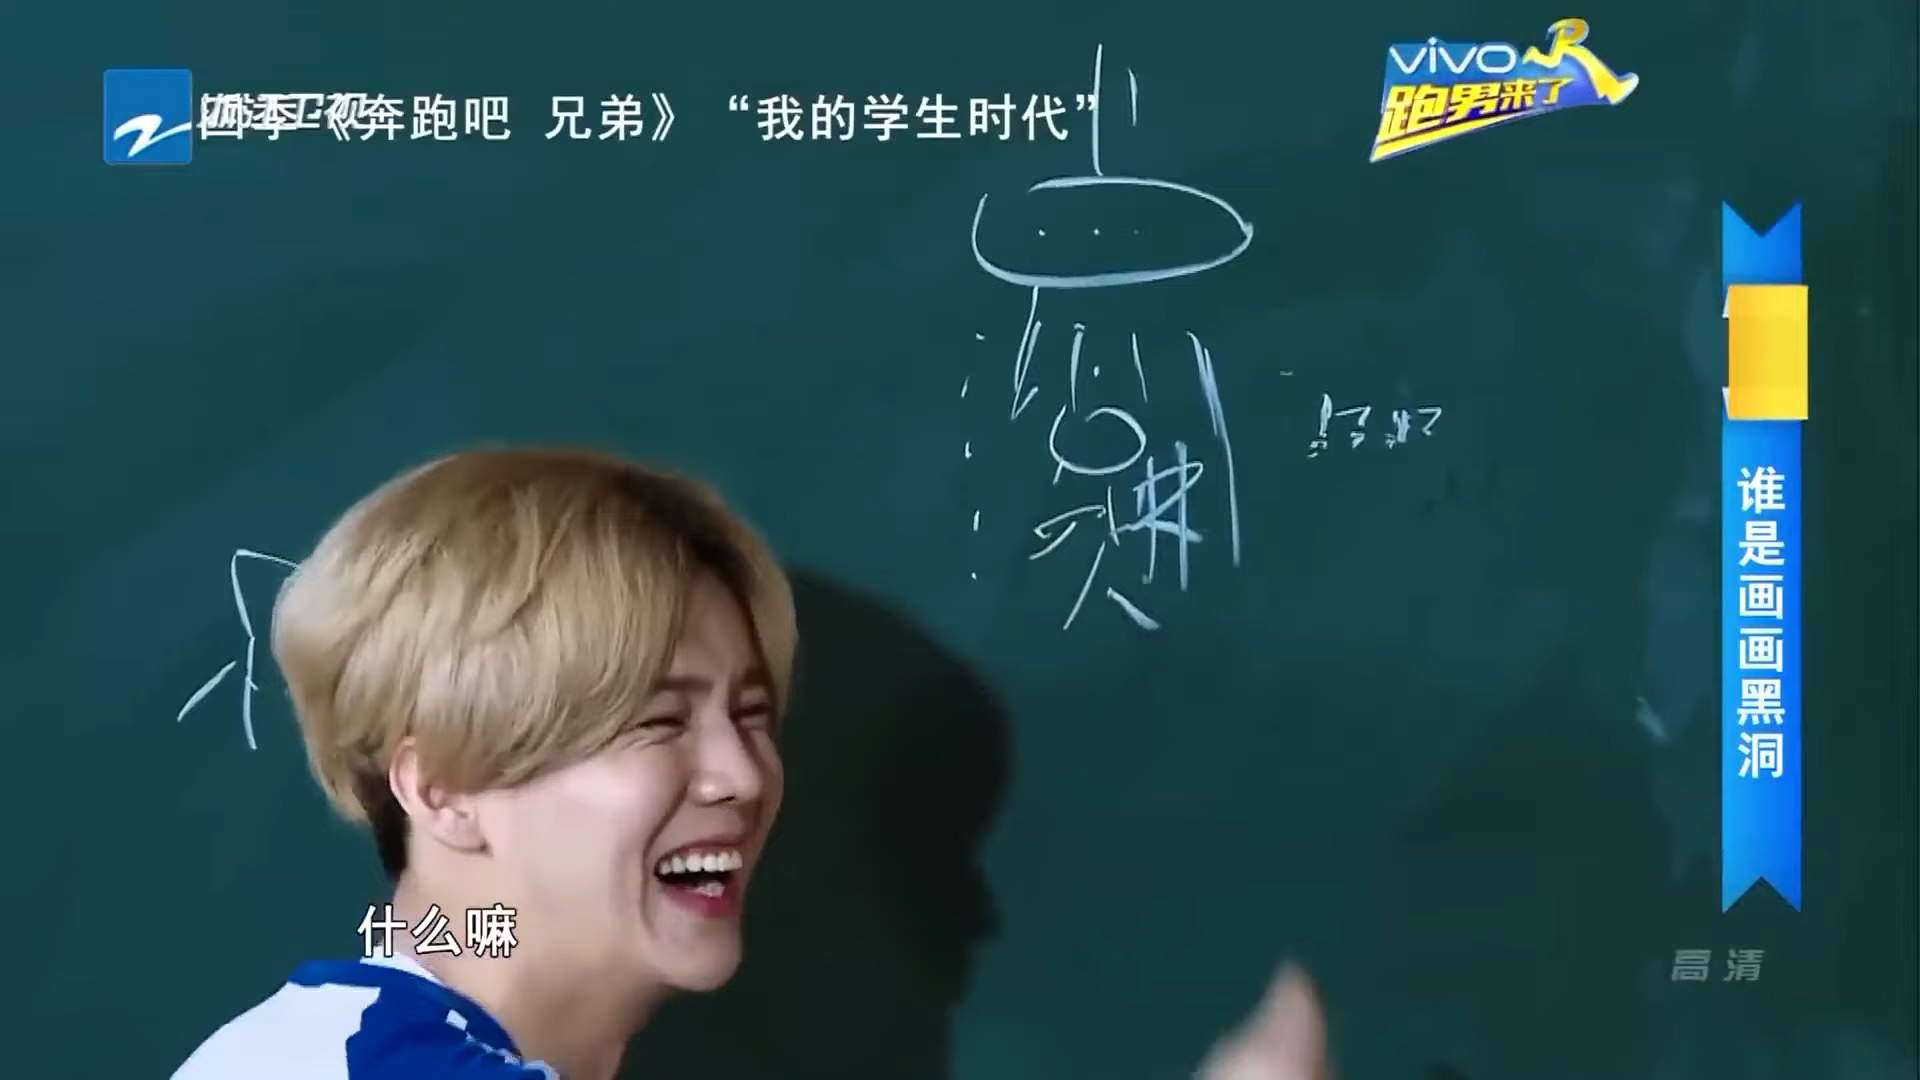 四季《奔跑吧 兄弟》 “我的学生时代”
vivo
跑男来了
谁是画画黑洞
什么嘛
高清